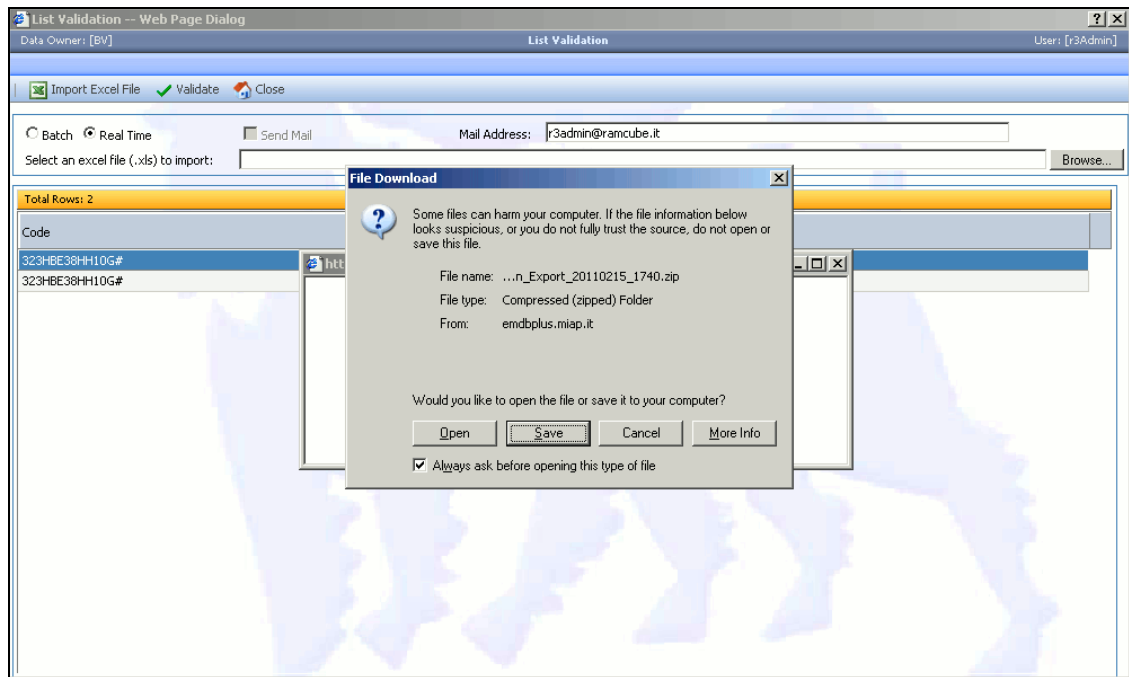 List Validation -- Web Page Dialog
Data Owner: [BV] List Validation User: [r3Admin]
Import Excel File Validate Close
Batch Real Time Send Mail Mail Address: r3admin@ramcube.it
Select an excel file (.xls) to import: Browse...
File Download
Total Rows: 2
Some files can harm your computer. If the file information below
looks suspicious, or you do not fully trust the source, do not open or
save this file.
Code
323HBE38HH10G#
htt
323HBE38HH10G#
File name: ...n_Export_20110215_1740.zip
File type: Compressed (zipped) Folder
From: emdbplus.miap.it
Would you like to open the file or save it to your computer?
Open Save Cancel More Info
Always ask before opening this type of file